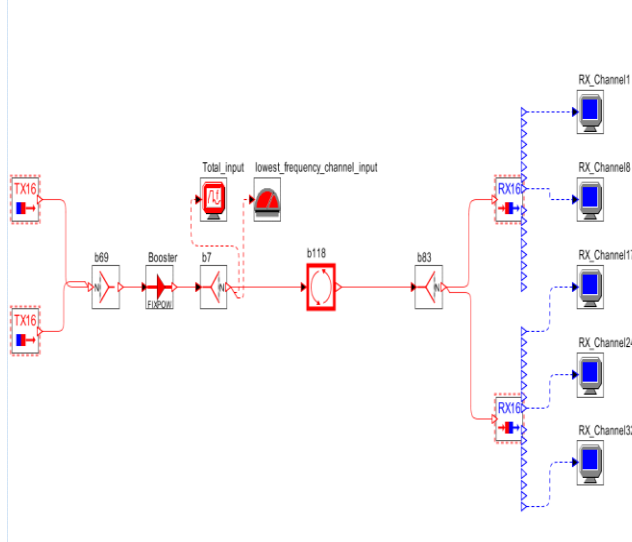 RX_Channel1
Total_input
lowest_frequency_channel_input
RX_Channel8
TX16
RX16
b69
Booster
b7
b118
b83
RX_Channel17
N
FIXPOW
N
N
TX16
RX_Channel24
RX16
RX_Channel32